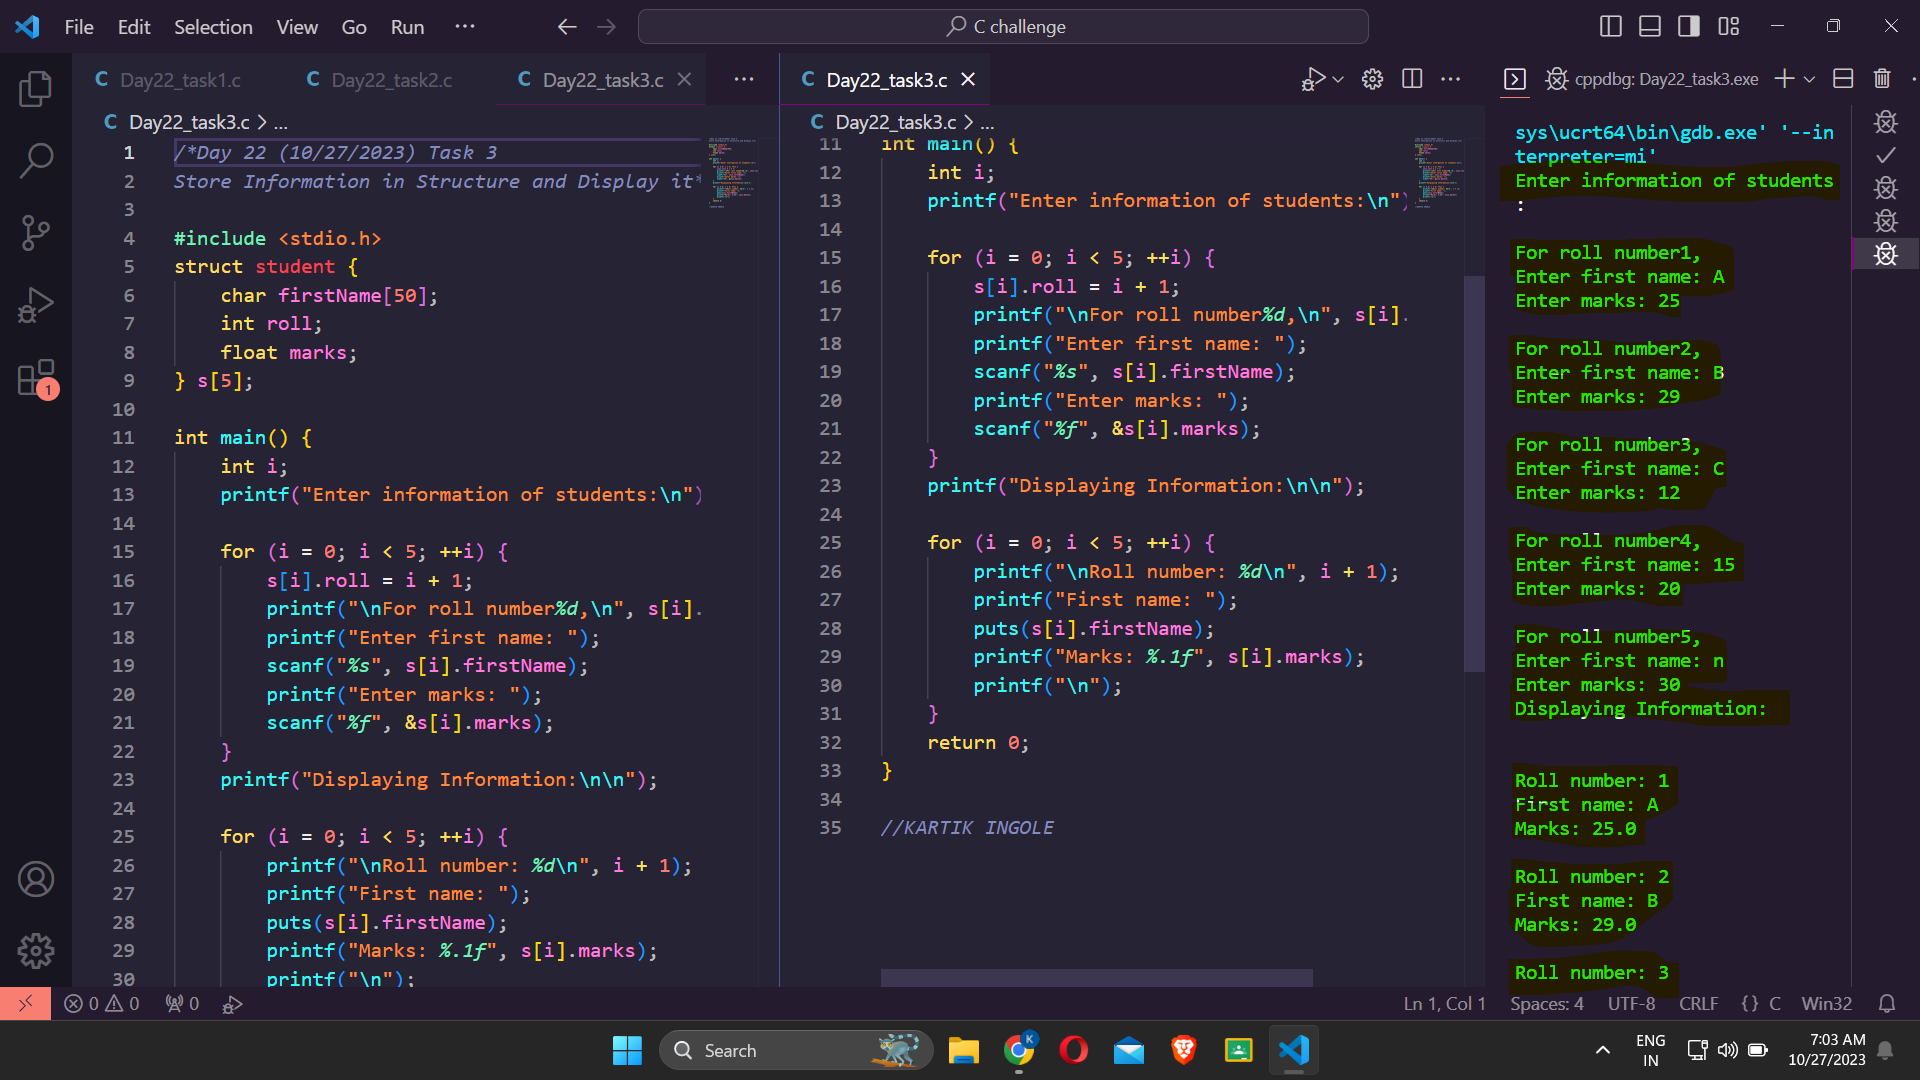 File Edit Selection View Go Run ···
C challenge
C Day22_task1.c C Day22_task2.c C Day22_task3.c
C Day22_task3.c > ...
1 /*Day 22 (10/27/2023) Task 3
2 Store Information in Structure and Display it*
3
4 #include <stdio.h>
5 struct student {
6 char firstName[50];
7 int roll;
8 float marks;
9 } s[5];
10
11 int main() {
12 int i;
13 printf("Enter information of students:\n")
14
15 for (i = 0; i < 5; ++i) {
16 s[i].roll = i + 1;
17 printf("\nFor roll number%d,\n", s[i].
18 printf("Enter first name: ");
19 scanf("%s", s[i].firstName);
20 printf("Enter marks: ");
21 scanf("%f", &s[i].marks);
22 }
23 printf("Displaying Information:\n\n");
24
25 for (i = 0; i < 5; ++i) {
26 printf("\nRoll number: %d\n", i + 1);
27 printf("First name: ");
28 puts(s[i].firstName);
29 printf("Marks: %.1f", s[i].marks);
30 printf("\n");
C Day22_task3.c
C Day22_task3.c > ...
11 int main() {
12 int i;
13 printf("Enter information of students:\n")
14
15 for (i = 0; i < 5; ++i) {
16 s[i].roll = i + 1;
17 printf("\nFor roll number%d,\n", s[i].
18 printf("Enter first name: ");
19 scanf("%s", s[i].firstName);
20 printf("Enter marks: ");
21 scanf("%f", &s[i].marks);
22 }
23 printf("Displaying Information:\n\n");
24
25 for (i = 0; i < 5; ++i) {
26 printf("\nRoll number: %d\n", i + 1);
27 printf("First name: ");
28 puts(s[i].firstName);
29 printf("Marks: %.1f", s[i].marks);
30 printf("\n");
31 }
32 return 0;
33 }
34
35 //KARTIK INGOLE
cppdbg: Day22_task3.exe
sys\ucrt64\bin\gdb.exe' '--in
terpreter=mi'
Enter information of students
:
For roll number1,
Enter first name: A
Enter marks: 25
For roll number2,
Enter first name: B
Enter marks: 29
For roll number3,
Enter first name: C
Enter marks: 12
For roll number4,
Enter first name: 15
Enter marks: 20
For roll number5,
Enter first name: n
Enter marks: 30
Displaying Information:
Roll number: 1
First name: A
Marks: 25.0
Roll number: 2
First name: B
Marks: 29.0
Roll number: 3
1
0 0 0
Ln 1, Col 1 Spaces: 4 UTF-8 CRLF {} C Win32
Search
K
ENG
IN
7:03 AM
10/27/2023